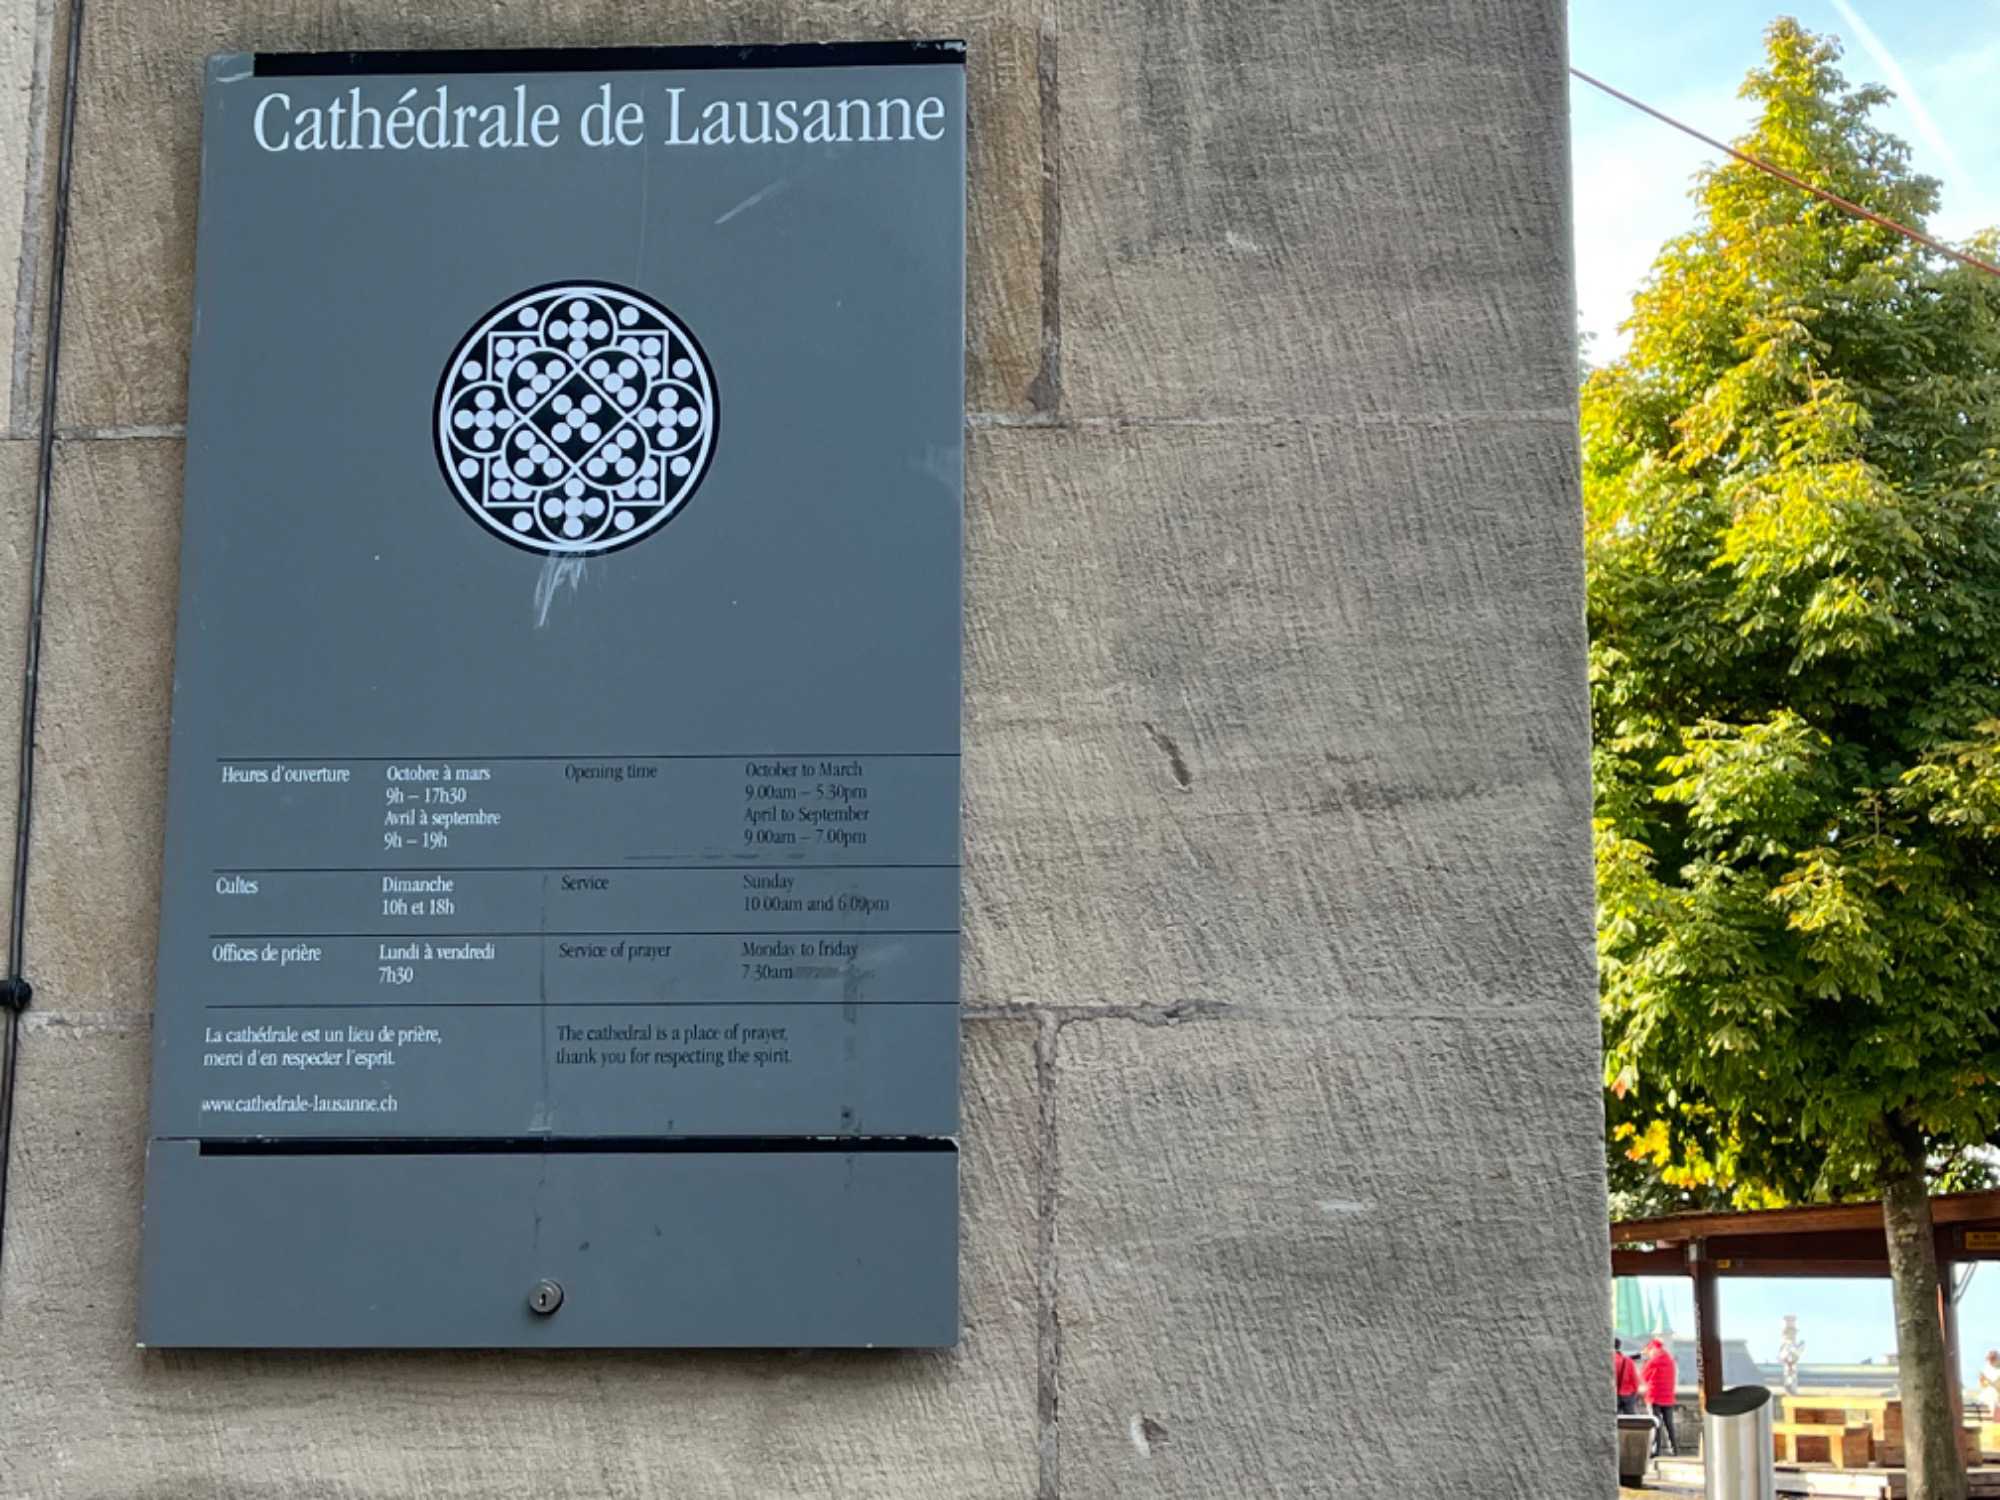 Cathédrale de Lausanne
Heures d'ouverture
Octobre à mars
9h – 17h30
Avril à septembre
9h – 19h
Opening time
October to March
9.00am – 5.30pm
April to September
9.00am – 7.00pm
Cultes
Dimanche
10h et 18h
Service
Sunday
10.00am and 6.00pm
Offices de prière
Lundi à vendredi
7h30
Service of prayer
Monday to friday
7.30am
La cathédrale est un lieu de prière,
merci d'en respecter l'esprit.
The cathedral is a place of prayer,
thank you for respecting the spirit.
www.cathedrale-lausanne.ch